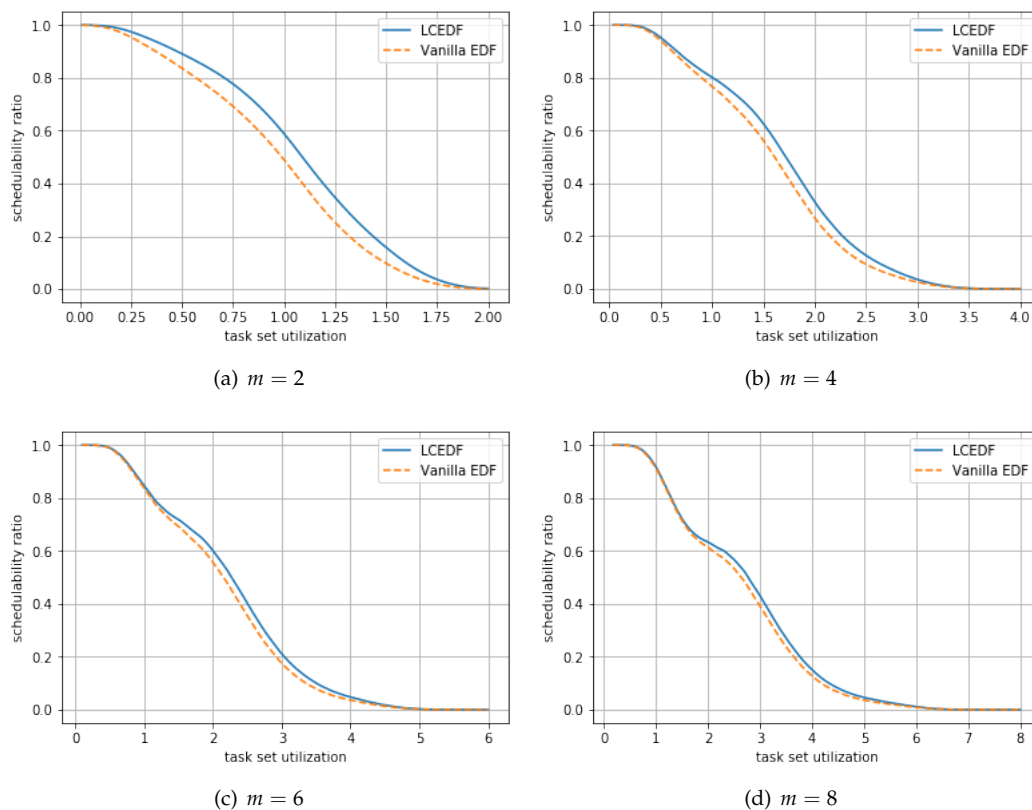 1.0
0.8
0.6
0.4
0.2
0.0
schedulability ratio
LCEDF
Vanilla EDF
0.00 0.25 0.50 0.75 1.00 1.25 1.50 1.75 2.00
task set utilization
(a) m = 2
1.0
0.8
0.6
0.4
0.2
0.0
schedulability ratio
LCEDF
Vanilla EDF
0.0 0.5 1.0 1.5 2.0 2.5 3.0 3.5 4.0
task set utilization
(b) m = 4
1.0
0.8
0.6
0.4
0.2
0.0
schedulability ratio
LCEDF
Vanilla EDF
0 1 2 3 4 5 6
task set utilization
(c) m = 6
1.0
0.8
0.6
0.4
0.2
0.0
schedulability ratio
LCEDF
Vanilla EDF
0 1 2 3 4 5 6 7 8
task set utilization
(d) m = 8